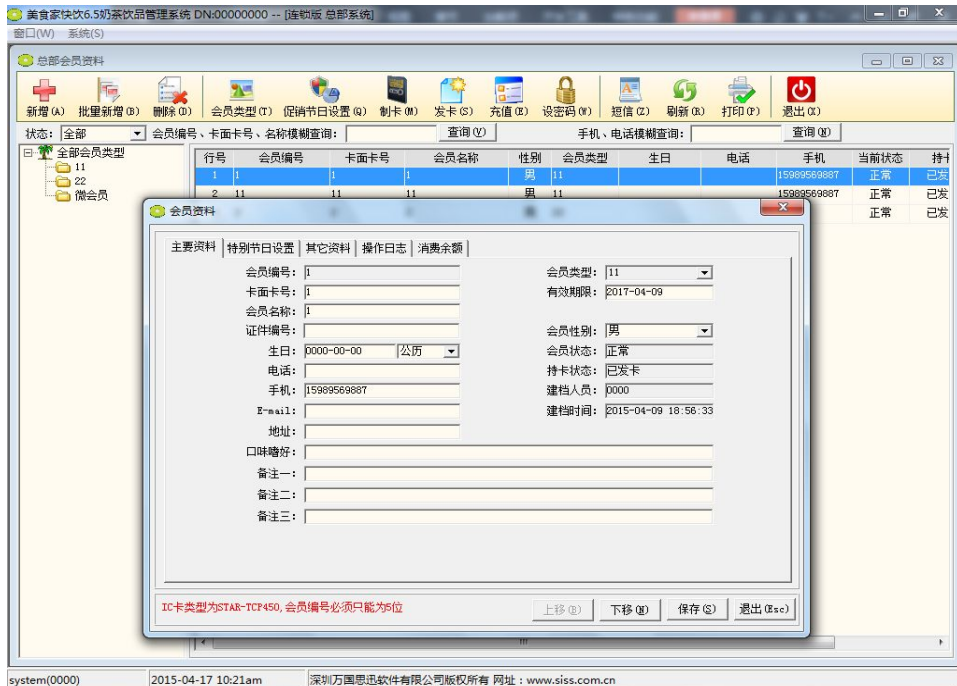 美食家快饮6.5奶茶饮品管理系统 DN:00000000 -- [连锁版 总部系统]
窗口(W) 系统(S)
总部会员资料
新增(A) 批量新增(B) 删除(D) 会员类型(T) 促销节日设置(Q) 制卡(M) 发卡(S) 充值(E) 设密码(W) 短信(Z) 刷新(R) 打印(P) 退出(X)
状态: 全部 会员编号、卡面卡号、名称模糊查询: 查询(V) 手机、电话模糊查询: 查询(N)
全部会员类型
11
22
微会员
行号 会员编号 卡面卡号 会员名称 性别 会员类型 生日 电话 手机 当前状态 持卡
1 1 1 1 男 11 15989569887 正常 已发
2 11 11 11 男 11 15989569887 正常 已发
正常 已发
会员资料
主要资料 特别节日设置 其它资料 操作日志 消费余额
会员编号: 1 会员类型: 11
卡面卡号: 1 有效期限: 2017-04-09
会员名称: 1
证件编号: 会员性别: 男
生日: 0000-00-00 公历 会员状态: 正常
电话: 持卡状态: 已发卡
手机: 15989569887 建档人员: 0000
E-mail: 建档时间: 2015-04-09 18:56:33
地址:
口味嗜好:
备注一:
备注二:
备注三:
IC卡类型为STAR-TCP450,会员编号必须只能为5位
上移(B) 下移(N) 保存(S) 退出(Esc)
system(0000) 2015-04-17 10:21am 深圳万国思迅软件有限公司版权所有 网址：www.siss.com.cn